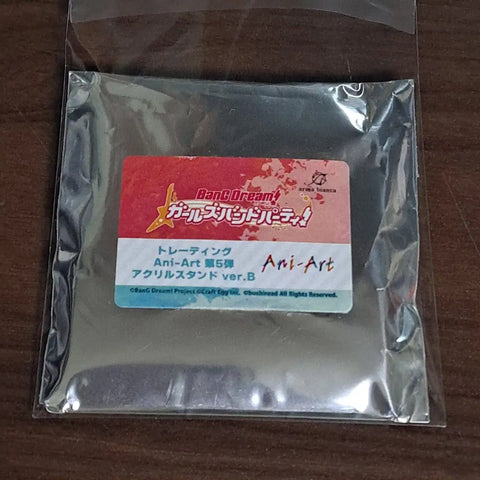 arma bianca
BanG Dream!
ガールズバンドパーティ!
トレーディング
Ani-Art 第5弾
アクリルスタンド ver.B
Ani-Art
©BanG Dream! Project ©Craft Egg Inc. ©bushiroad All Rights Reserved.